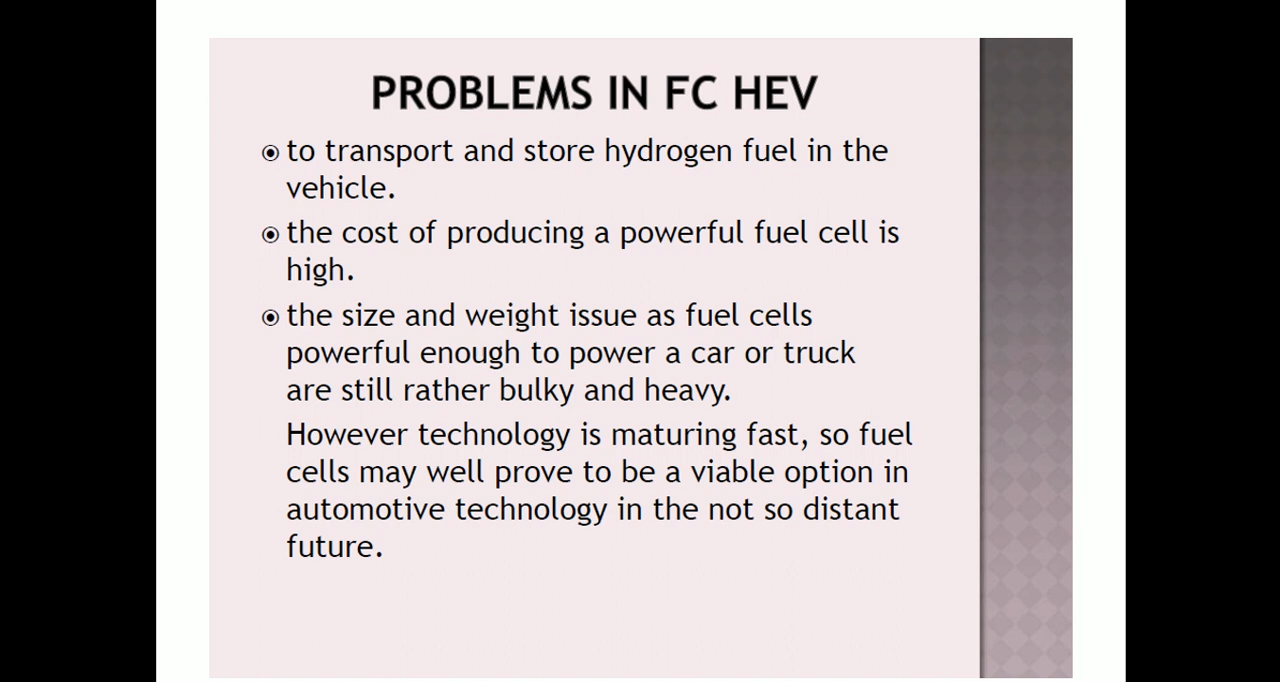 PROBLEMS IN FC HEV
to transport and store hydrogen fuel in the
vehicle.
the cost of producing a powerful fuel cell is
high.
the size and weight issue as fuel cells
powerful enough to power a car or truck
are still rather bulky and heavy.
However technology is maturing fast, so fuel
cells may well prove to be a viable option in
automotive technology in the not so distant
future.